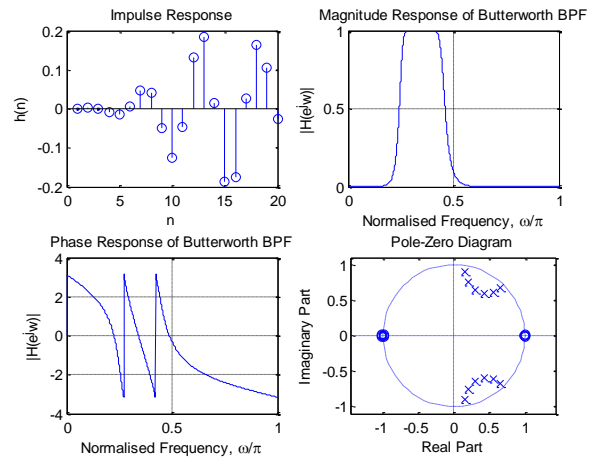 Impulse Response
0.2
0.1
0
-0.1
-0.2
0 5 10 15 20
n
h(n)
Magnitude Response of Butterworth BPF
1
0.5
0
0 0.5 1
Normalised Frequency, ω/π
|H(e^jw)|
Phase Response of Butterworth BPF
4
2
0
-2
-4
0 0.5 1
Normalised Frequency, ω/π
|H(e^jw)|
Pole-Zero Diagram
1
0.5
0
-0.5
-1
-1 -0.5 0 0.5 1
Real Part
Imaginary Part